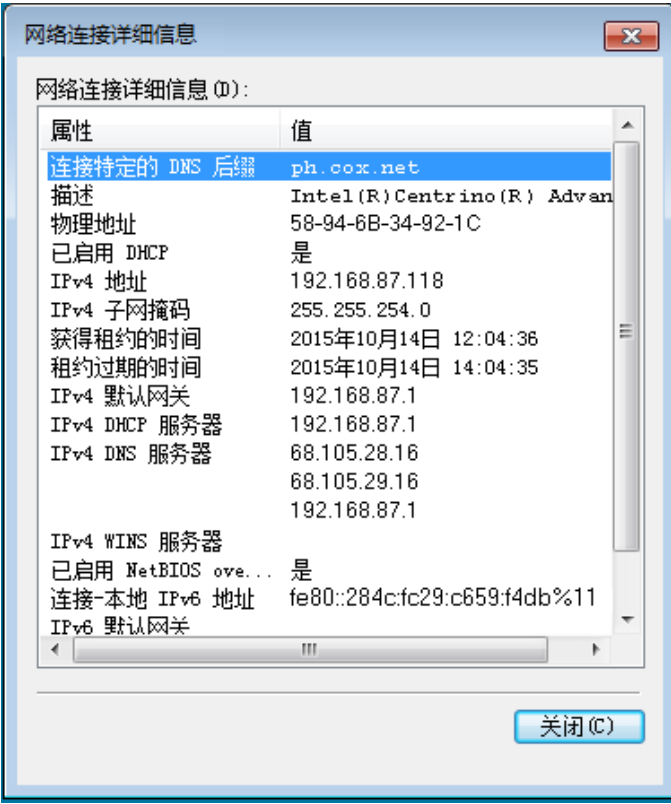 网络连接详细信息
网络连接详细信息(D):
属性 值
连接特定的 DNS 后缀 ph.cox.net
描述 Intel(R)Centrino(R) Advan
物理地址 58-94-6B-34-92-1C
已启用 DHCP 是
IPv4 地址 192.168.87.118
IPv4 子网掩码 255.255.254.0
获得租约的时间 2015年10月14日 12:04:36
租约过期的时间 2015年10月14日 14:04:35
IPv4 默认网关 192.168.87.1
IPv4 DHCP 服务器 192.168.87.1
IPv4 DNS 服务器 68.105.28.16
68.105.29.16
192.168.87.1
IPv4 WINS 服务器
已启用 NetBIOS ove... 是
连接-本地 IPv6 地址 fe80::284c:fc29:c659:f4db%11
IPv6 默认网关
关闭(C)